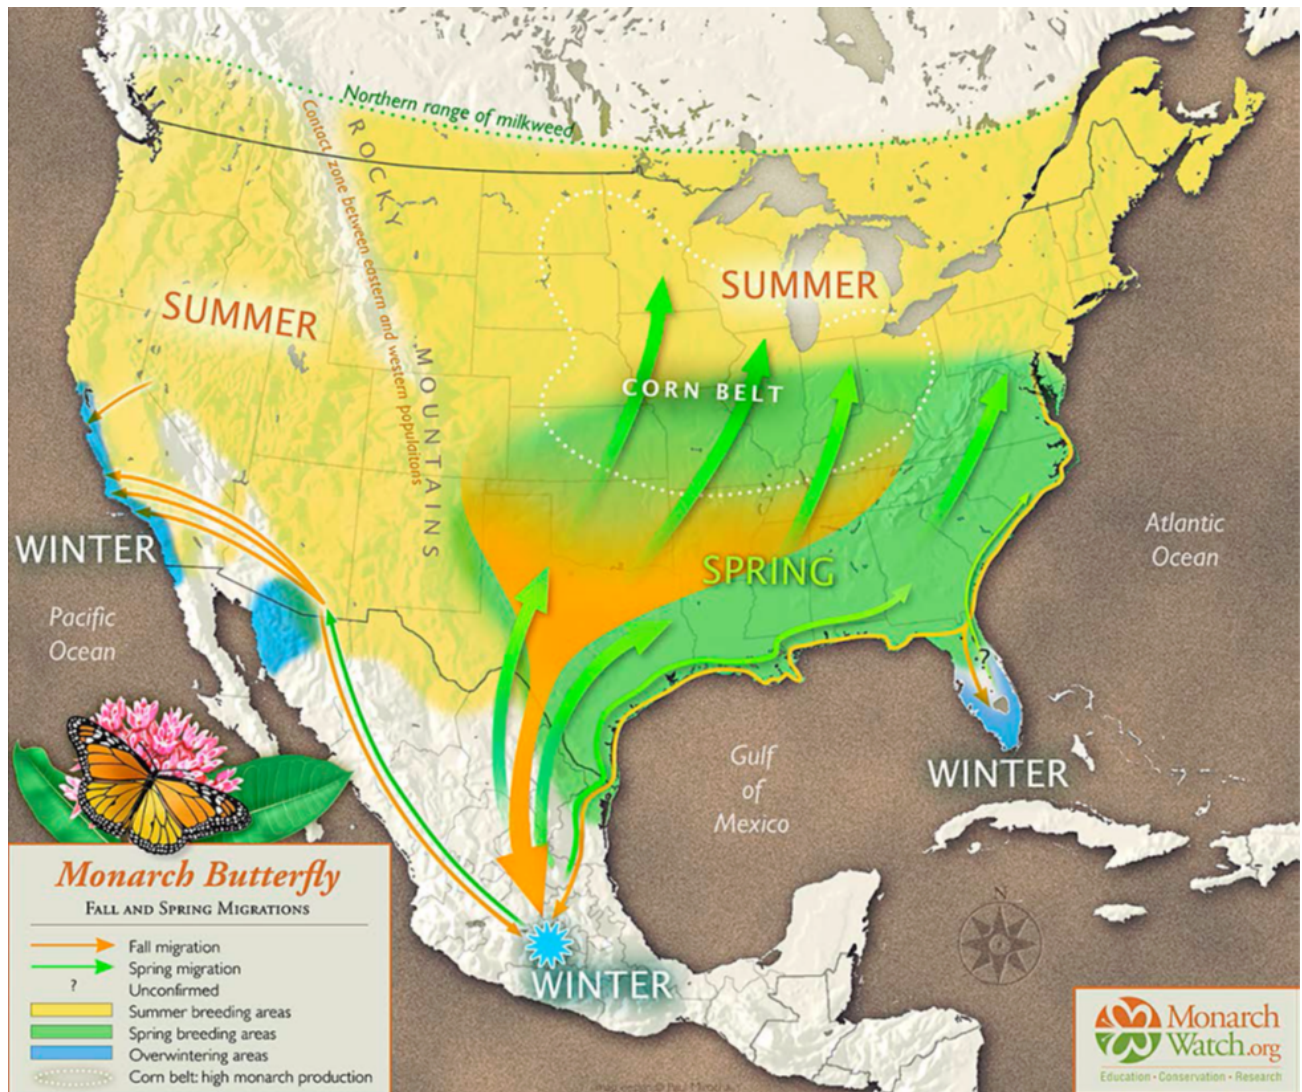 Northern range of milkweed
Contact zone between eastern and western populaitons
ROCKY
MOUNTAINS
SUMMER
SUMMER
CORN BELT
SPRING
WINTER
Pacific
Ocean
Atlantic
Ocean
?
WINTER
Gulf
of
Mexico
WINTER
N
Monarch Butterfly
FALL AND SPRING MIGRATIONS
Fall migration
Spring migration
? Unconfirmed
Summer breeding areas
Spring breeding areas
Overwintering areas
Corn belt: high monarch production
Monarch
Watch.org
Education • Conservation • Research